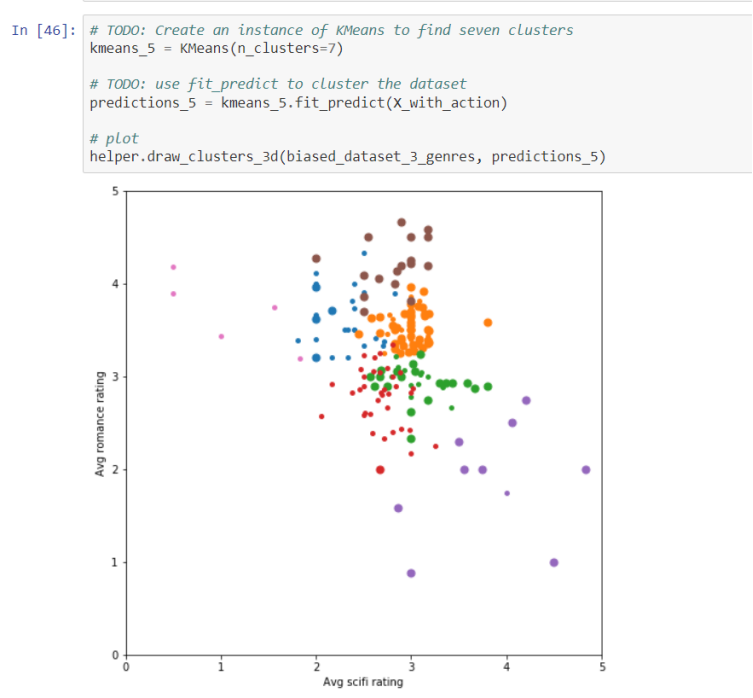 In [46]: # TODO: Create an instance of KMeans to find seven clusters
kmeans_5 = KMeans(n_clusters=7)
# TODO: use fit_predict to cluster the dataset
predictions_5 = kmeans_5.fit_predict(X_with_action)
# plot
helper.draw_clusters_3d(biased_dataset_3_genres, predictions_5)
5
4
3
2
1
0
Avg romance rating
0 1 2 3 4 5
Avg scifi rating